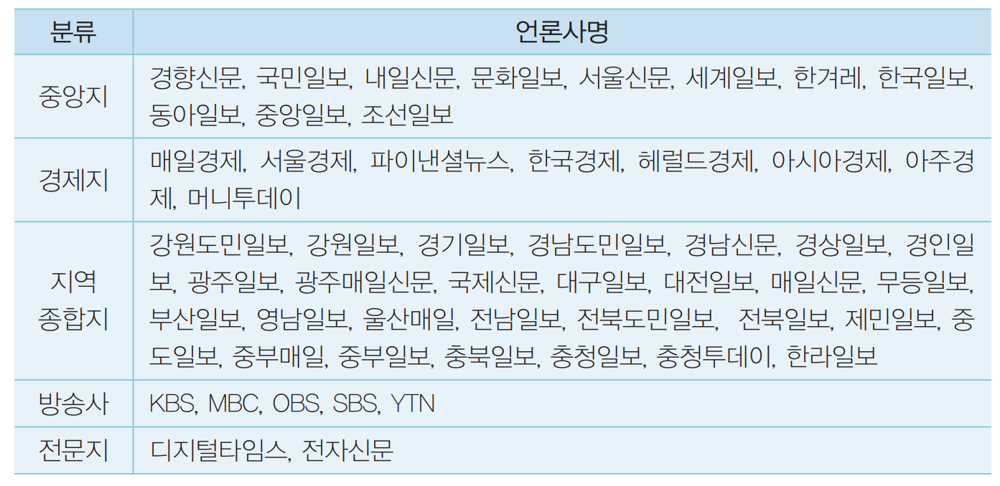 분류 언론사명
중앙지
경향신문, 국민일보, 내일신문, 문화일보, 서울신문, 세계일보, 한겨레, 한국일보,
동아일보, 중앙일보, 조선일보
경제지
매일경제, 서울경제, 파이낸셜뉴스, 한국경제, 헤럴드경제, 아시아경제, 아주경
제, 머니투데이
지역
종합지
강원도민일보, 강원일보, 경기일보, 경남도민일보, 경남신문, 경상일보, 경인일
보, 광주일보, 광주매일신문, 국제신문, 대구일보, 대전일보, 매일신문, 무등일보,
부산일보, 영남일보, 울산매일, 전남일보, 전북도민일보, 전북일보, 제민일보, 중
도일보, 중부매일, 중부일보, 충북일보, 충청일보, 충청투데이, 한라일보
방송사 KBS, MBC, OBS, SBS, YTN
전문지 디지털타임스, 전자신문